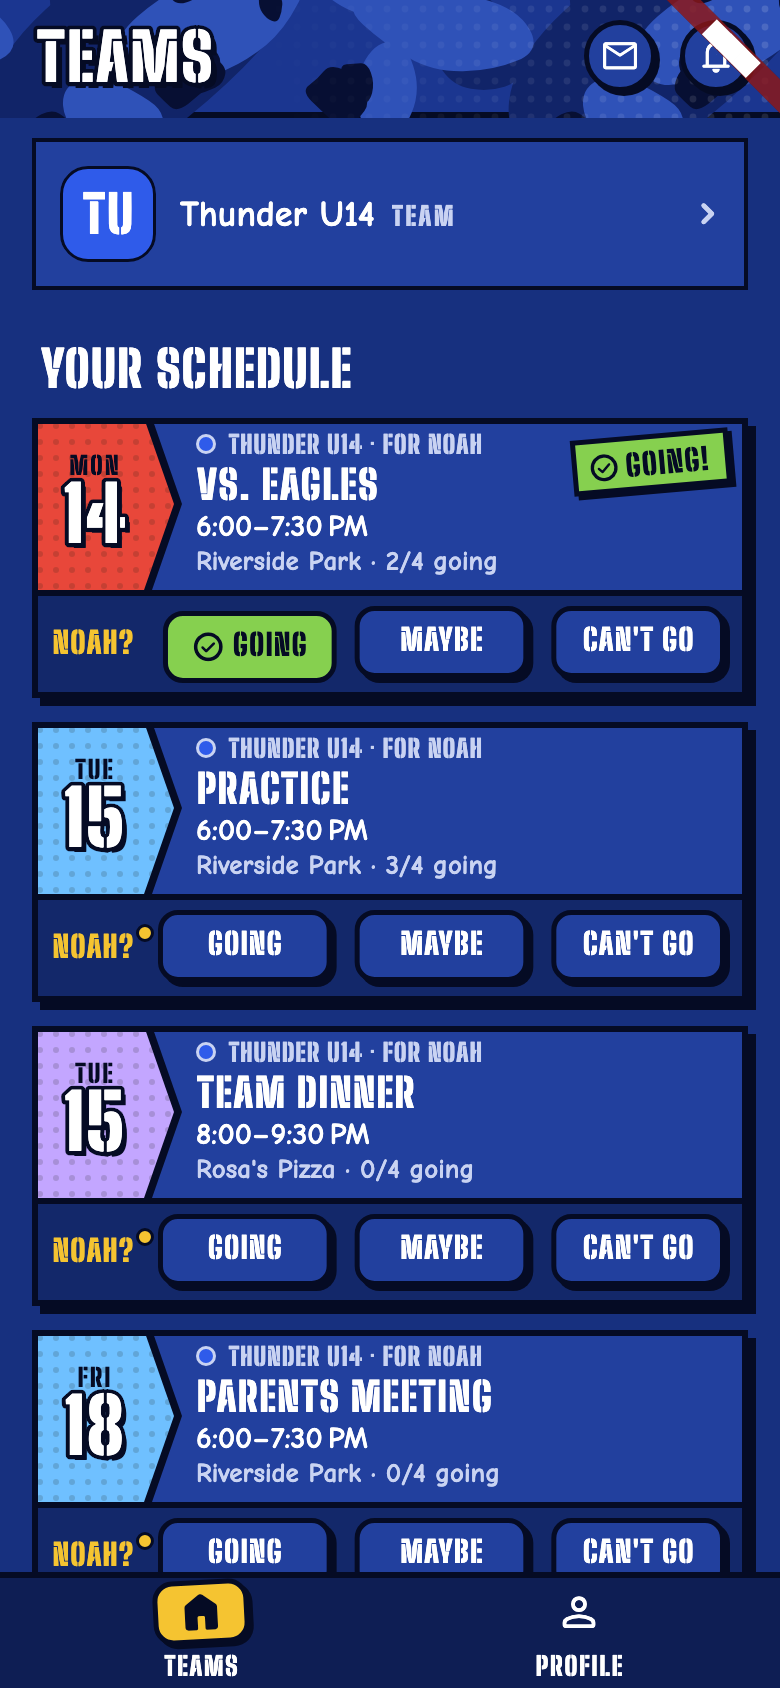 TEAMS
TU
Thunder U14 TEAM
YOUR SCHEDULE
MON
14
THUNDER U14 · FOR NOAH
VS. EAGLES
6:00–7:30 PM
Riverside Park · 2/4 going
GOING!
NOAH?
GOING
MAYBE
CAN'T GO
TUE
15
THUNDER U14 · FOR NOAH
PRACTICE
6:00–7:30 PM
Riverside Park · 3/4 going
NOAH?
GOING
MAYBE
CAN'T GO
TUE
15
THUNDER U14 · FOR NOAH
TEAM DINNER
8:00–9:30 PM
Rosa's Pizza · 0/4 going
NOAH?
GOING
MAYBE
CAN'T GO
FRI
18
THUNDER U14 · FOR NOAH
PARENTS MEETING
6:00–7:30 PM
Riverside Park · 0/4 going
NOAH?
GOING
MAYBE
CAN'T GO
TEAMS
PROFILE